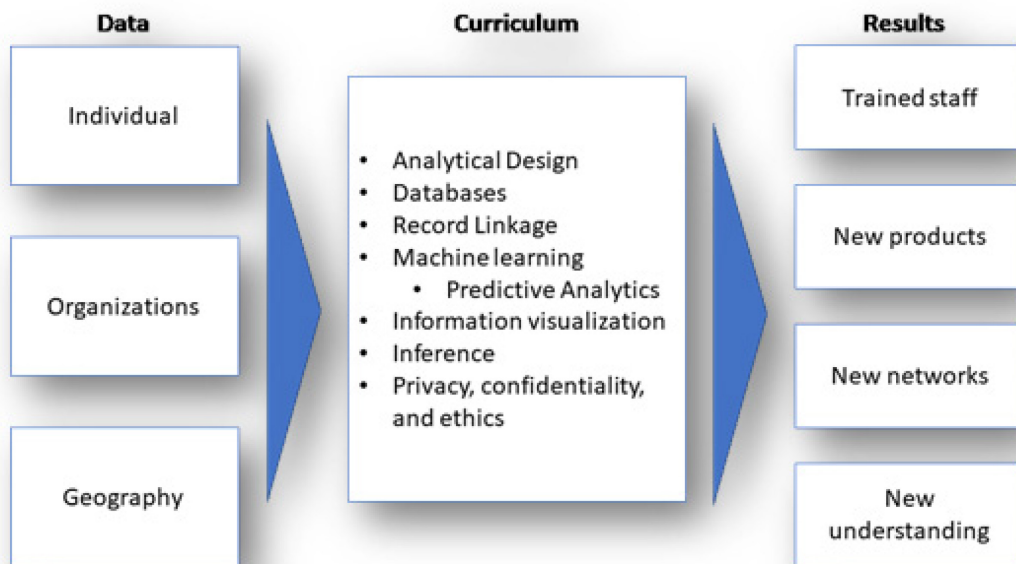 Data
Individual
Organizations
Geography
Curriculum
• Analytical Design
• Databases
• Record Linkage
• Machine learning
• Predictive Analytics
• Information visualization
• Inference
• Privacy, confidentiality,
and ethics
Results
Trained staff
New products
New networks
New
understanding